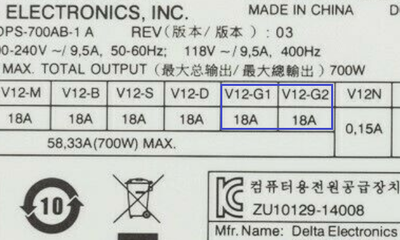 ELECTRONICS, INC.
MADE IN CHINA
DPS-700AB-1 A
REV(版本/ 版本) : 03
00-240V ~/ 9,5A, 50-60Hz; 118V ~/ 9,5A, 400Hz
MAX. TOTAL OUTPUT (最大总输出/ 最大總輸出) 700W
V12-M V12-B V12-S V12-D V12-G1 V12-G2 V12N
18A 18A 18A 18A 18A 18A 0,15A
58,33A(700W) MAX.
10
컴퓨터용전원공급장치
ZU10129-14008
Mfr. Name: Delta Electronics